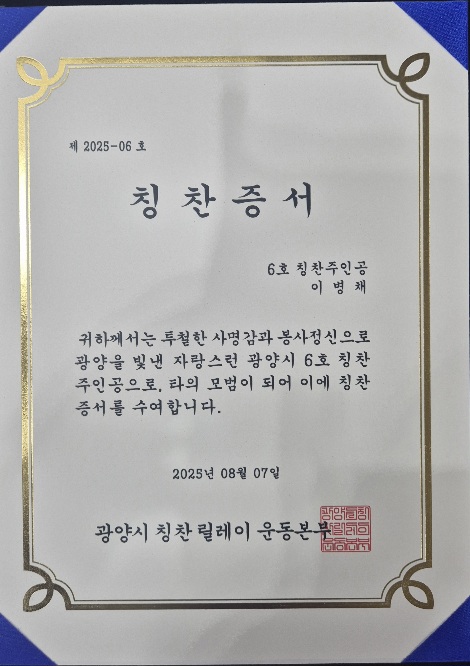 제 2025-06 호
칭찬증서
6호 칭찬주인공
이병채
귀하께서는 투철한 사명감과 봉사정신으로
광양을 빛낸 자랑스런 광양시 6호 칭찬
주인공으로, 타의 모범이 되어 이에 칭찬
증서를 수여합니다.
2025년 08월 07일
광양시 칭찬릴레이 운동본부